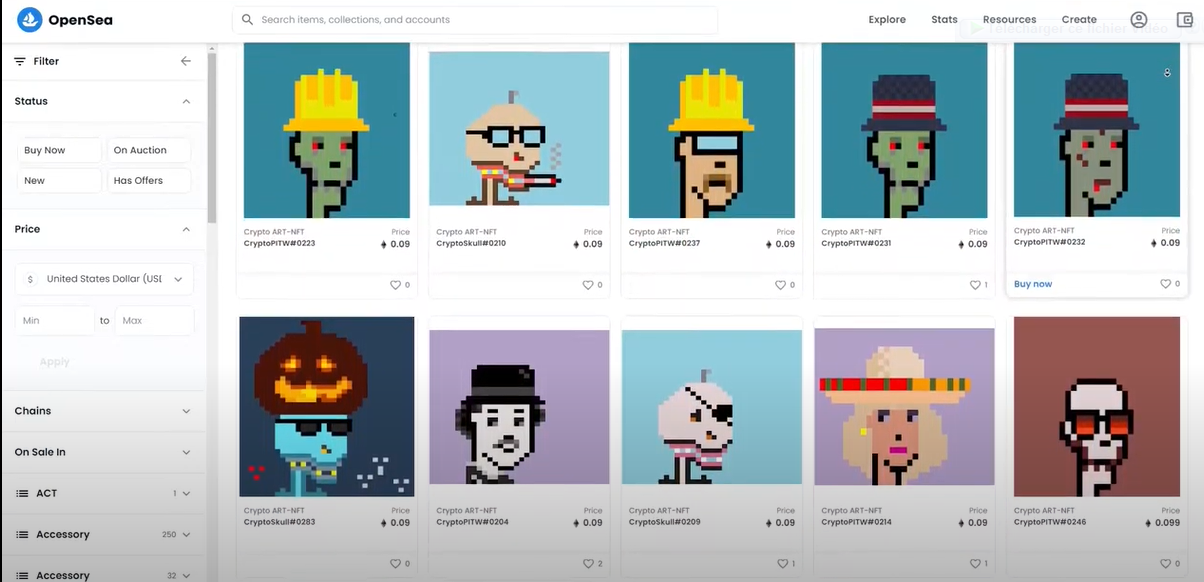 OpenSea
Search items, collections, and accounts
Explore
Stats
Resources
Create
Télécharger ce fichier vidéo
Filter
Status
Buy Now
On Auction
New
Has Offers
Price
$ United States Dollar (USD
Min
to
Max
Apply
Chains
On Sale In
ACT
1
Accessory
250
Accessory
32
Crypto ART-NFT Price
CryptoPITW#0223 0.09
0
Crypto ART-NFT Price
CryptoSkull#0210 0.09
0
Crypto ART-NFT Price
CryptoPITW#0237 0.09
0
Crypto ART-NFT Price
CryptoPITW#0231 0.09
1
Crypto ART-NFT Price
CryptoPITW#0232 0.09
Buy now 0
Crypto ART-NFT Price
CryptoSkull#0283 0.09
0
Crypto ART-NFT Price
CryptoPITW#0204 0.09
2
Crypto ART-NFT Price
CryptoSkull#0209 0.09
1
Crypto ART-NFT Price
CryptoPITW#0214 0.09
1
Crypto ART-NFT Price
CryptoPITW#0246 0.099
0